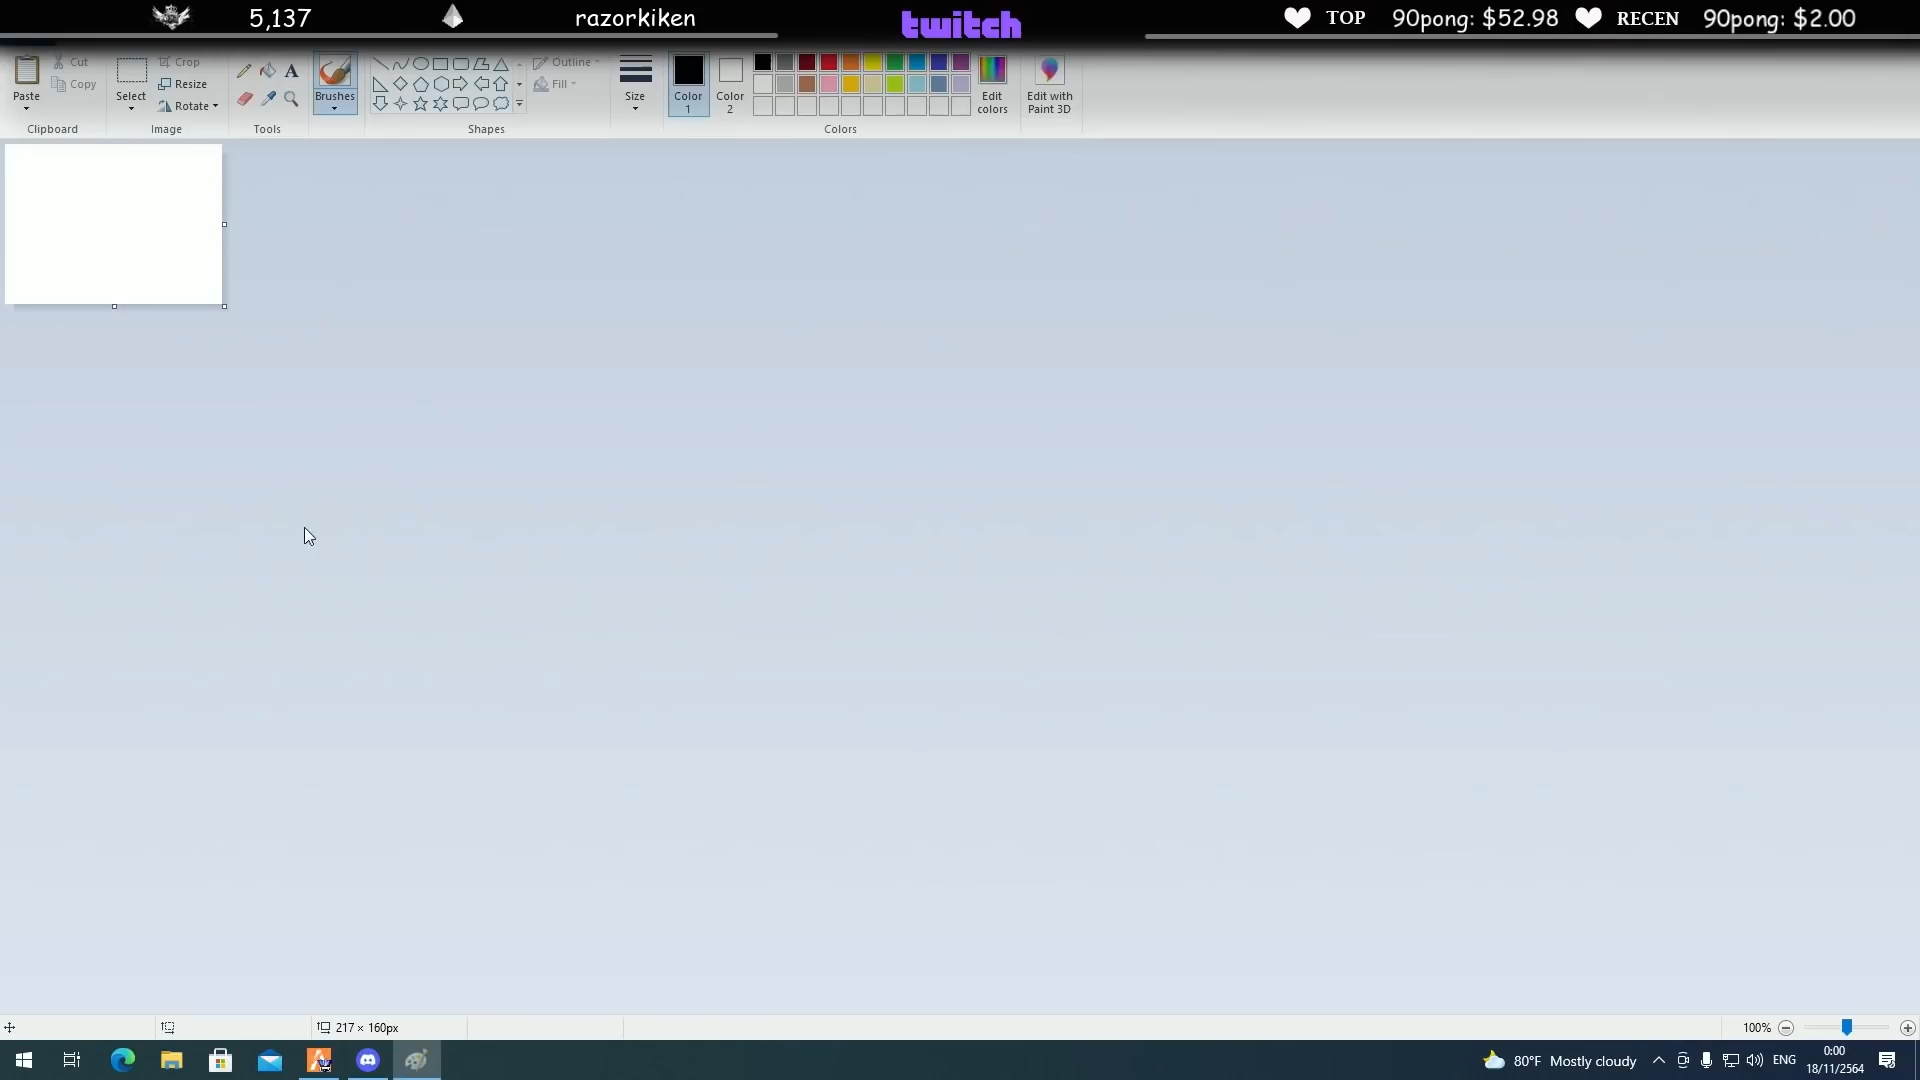 5,137 razorkiken twitch TOP 90pong: $52.98 RECEN 90pong: $2.00
Cut
Copy
Paste
Crop
Resize
Rotate
Select
A
Brushes
Outline
Fill
Size
Color 1
Color 2
Edit colors
Edit with Paint 3D
Clipboard Image Tools Shapes Colors
217 × 160px
100%
80°F Mostly cloudy
ENG
0:00
18/11/2564